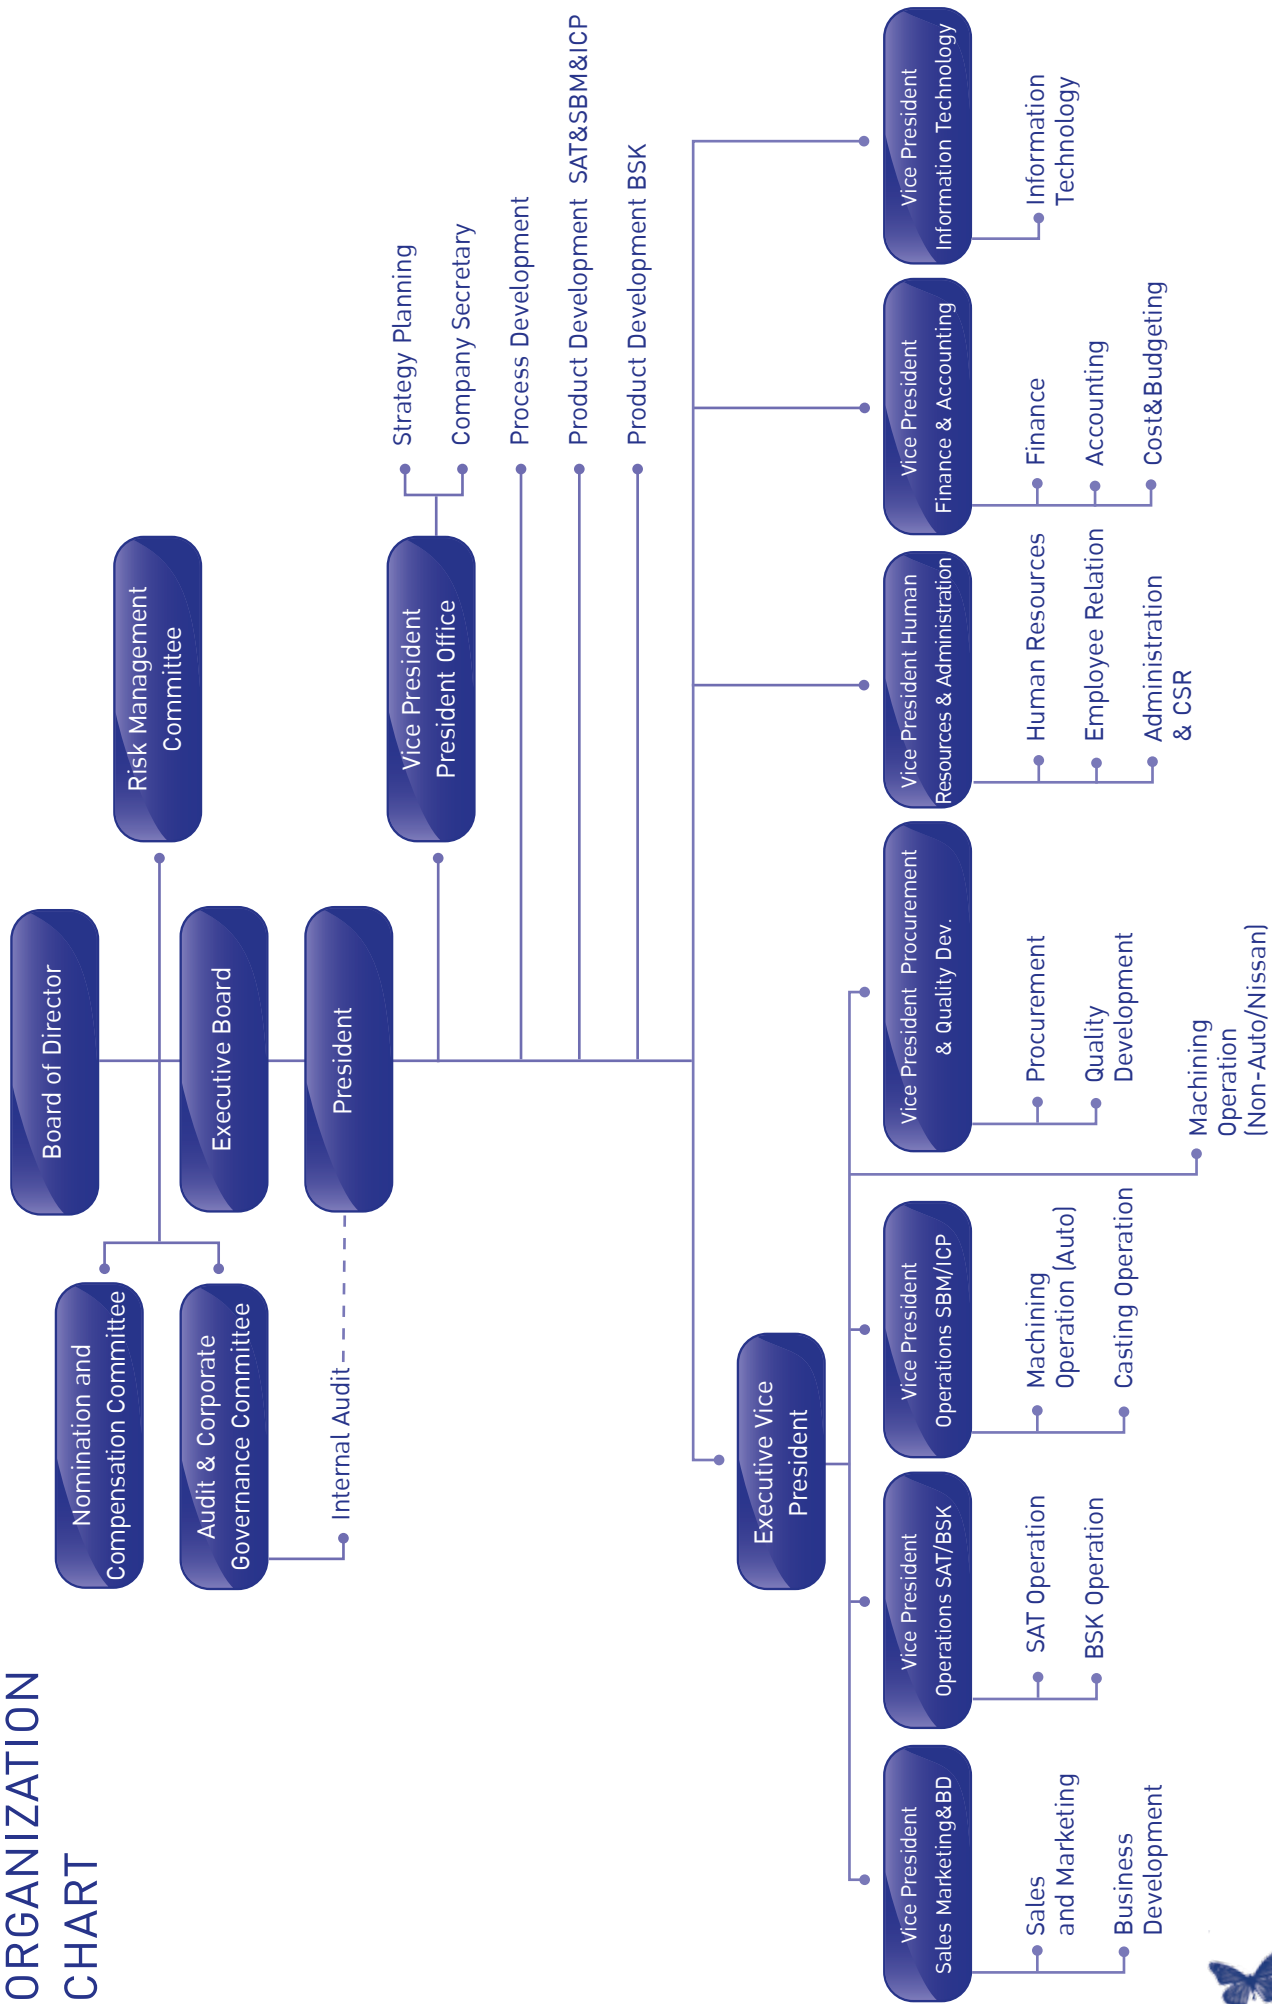 ORGANIZATION
CHART
Board of Director
Nomination and
Compensation Committee
Risk Management
Committee
Audit & Corporate
Governance Committee
Executive Board
Internal Audit
President
Vice President
President Office
Strategy Planning
Company Secretary
Process Development
Product Development SAT&SBM&ICP
Product Development BSK
Executive Vice
President
Vice President
Sales Marketing&BD
Sales
and Marketing
Business
Development
Vice President
Operations SAT/BSK
SAT Operation
BSK Operation
Vice President
Operations SBM/ICP
Machining
Operation (Auto)
Casting Operation
Machining
Operation
(Non-Auto/Nissan)
Vice President Procurement
& Quality Dev.
Procurement
Quality
Development
Vice President Human
Resources & Administration
Human Resources
Employee Relation
Administration
& CSR
Vice President
Finance & Accounting
Finance
Accounting
Cost&Budgeting
Vice President
Information Technology
Information
Technology